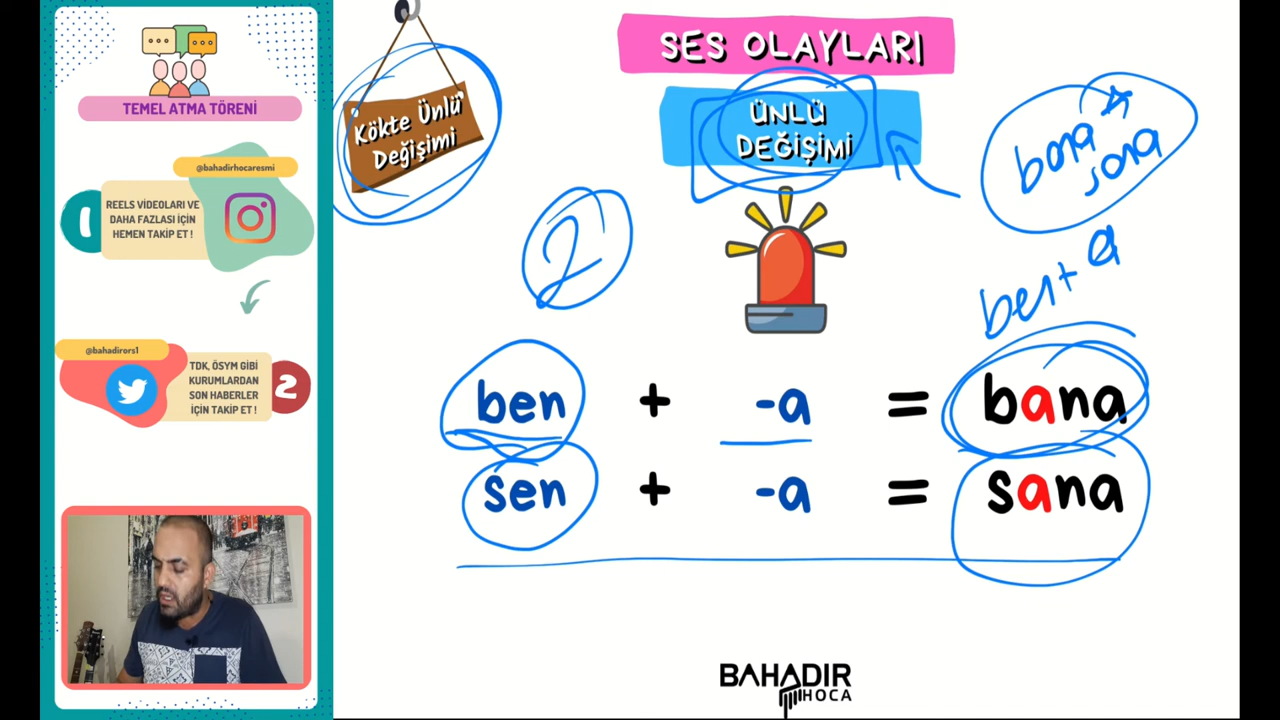 TEMEL ATMA TÖRENİ
@bahadirhocaresmi
1
REELS VİDEOLARI VE
DAHA FAZLASI İÇİN
HEMEN TAKİP ET !
@bahadirors1
TDK, ÖSYM GİBİ
KURUMLARDAN
SON HABERLER
İÇİN TAKİP ET !
2
Kökte Ünlü
Değişimi
SES OLAYLARI
ÜNLÜ
DEĞİŞİMİ
bana
sana
2
ben + a
ben + -a = bana
sen + -a = sana
BAHADIR
HOCA